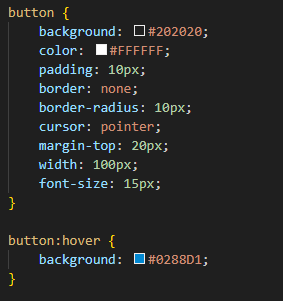 button {
    background: #202020;
    color: #FFFFFF;
    padding: 10px;
    border: none;
    border-radius: 10px;
    cursor: pointer;
    margin-top: 20px;
    width: 100px;
    font-size: 15px;
}

button:hover {
    background: #0288D1;
}